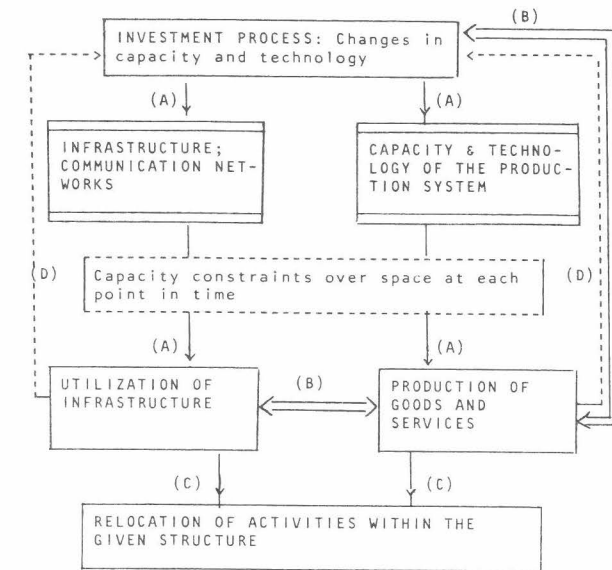 (B)
INVESTMENT PROCESS: Changes in
capacity and technology
(A)
(A)
INFRASTRUCTURE;
COMMUNICATION NET-
WORKS
CAPACITY & TECHNO-
LOGY OF THE PRODUC-
TION SYSTEM
(D)
Capacity constraints over space at each
point in time
(D)
(A)
(A)
UTILIZATION OF
INFRASTRUCTURE
(B)
PRODUCTION OF
GOODS AND
SERVICES
(C)
(C)
RELOCATION OF ACTIVITIES WITHIN THE
GIVEN STRUCTURE